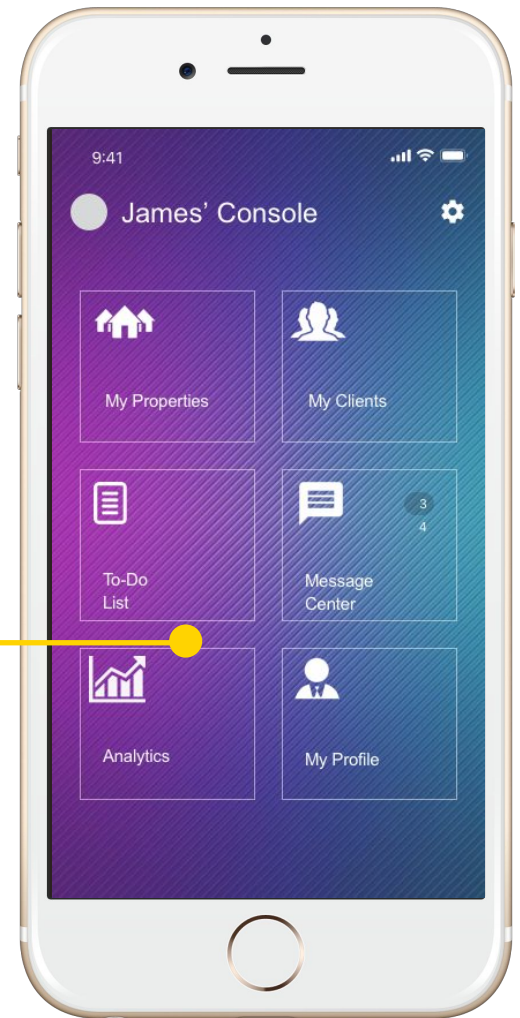 9:41
James’ Console
My Properties
My Clients
3
4
To-Do
List
Message
Center
Analytics
My Profile